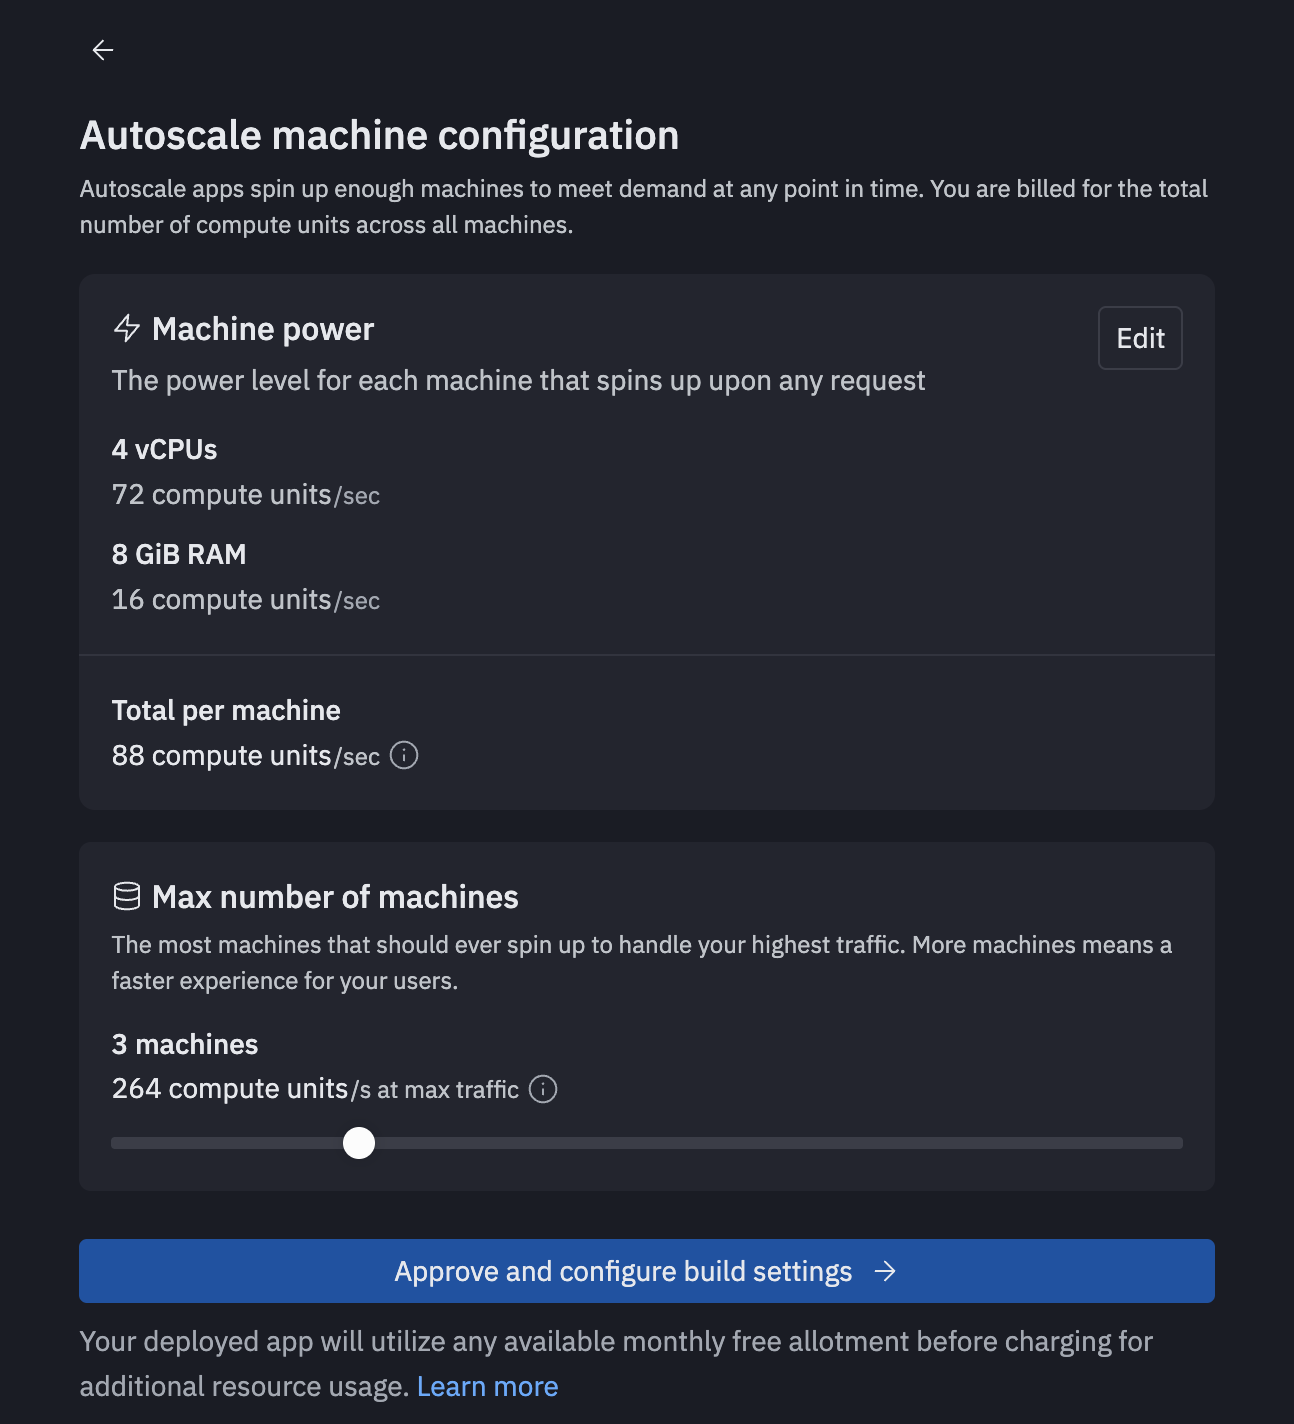 Autoscale machine configuration
Autoscale apps spin up enough machines to meet demand at any point in time. You are billed for the total
number of compute units across all machines.
Machine power
Edit
The power level for each machine that spins up upon any request
4 vCPUs
72 compute units/sec
8 GiB RAM
16 compute units/sec
Total per machine
88 compute units/sec
Max number of machines
The most machines that should ever spin up to handle your highest traffic. More machines means a
faster experience for your users.
3 machines
264 compute units/s at max traffic
Approve and configure build settings
Your deployed app will utilize any available monthly free allotment before charging for
additional resource usage. Learn more